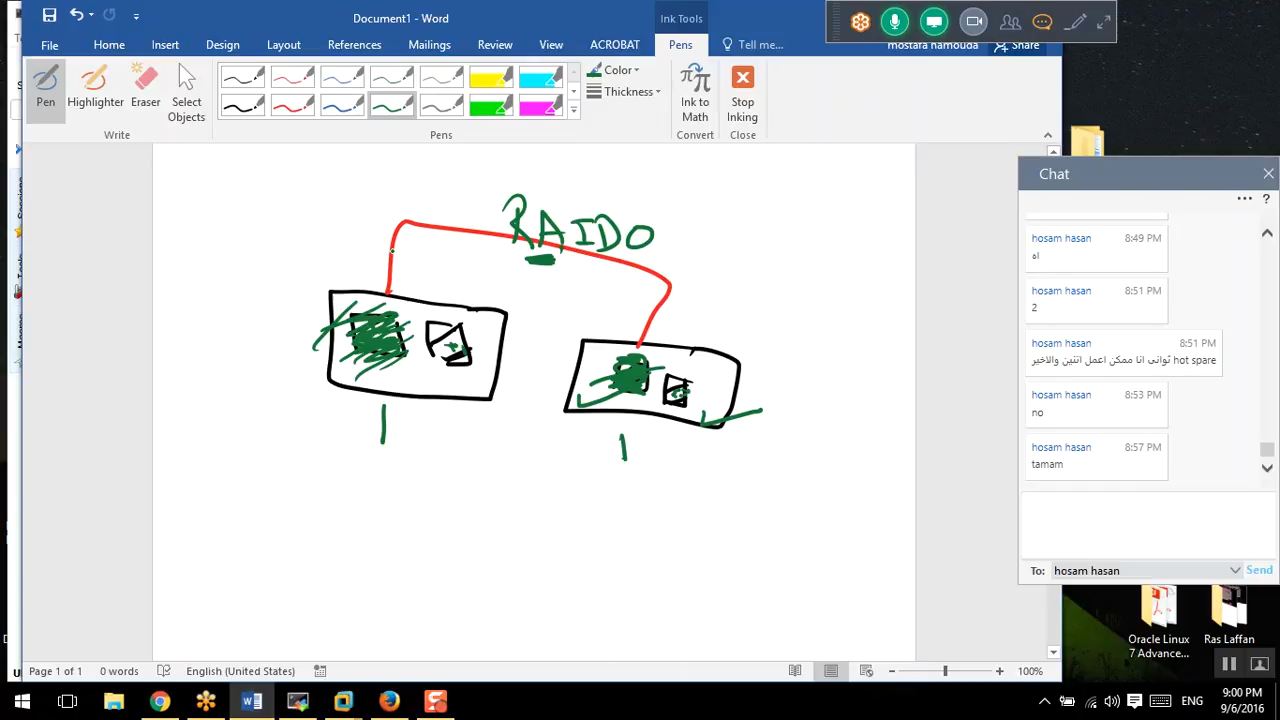 Document1 - Word
Ink Tools
File
Home
Insert
Design
Layout
References
Mailings
Review
View
ACROBAT
Pens
Tell me...
mostafa hamouda
Share
Pen
Highlighter
Eraser
Select
Objects
Color
Thickness
Ink to
Math
Stop
Inking
Write
Pens
Convert
Close
RAIDO
1
1
Chat
hosam hasan 8:49 PM
اه
hosam hasan 8:51 PM
2
hosam hasan 8:51 PM
ثوانى انا ممكن اعمل اتنين والاخير hot spare
hosam hasan 8:53 PM
no
hosam hasan 8:57 PM
tamam
To: hosam hasan Send
Oracle Linux
7 Advance...
Ras Laffan
Page 1 of 1
0 words
English (United States)
100%
ENG
9:00 PM
9/6/2016